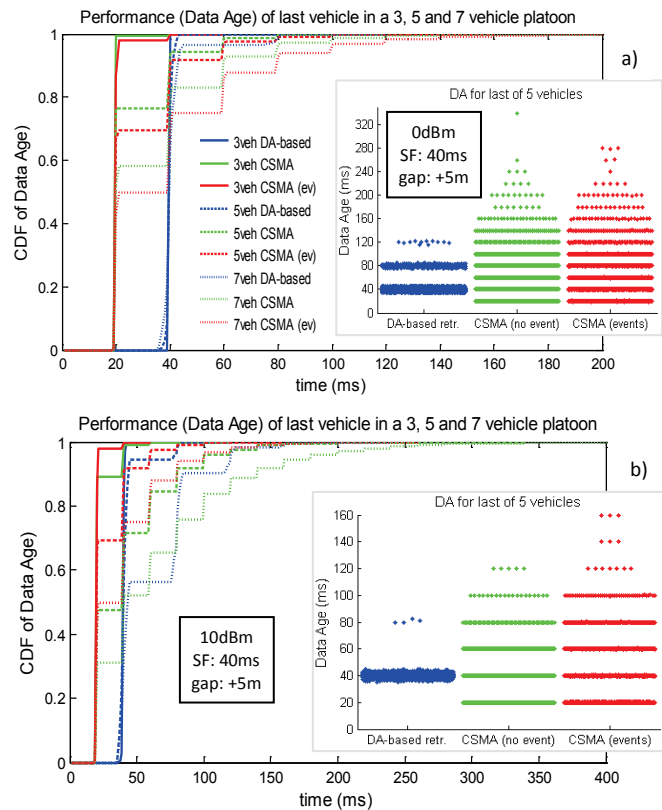 Performance (Data Age) of last vehicle in a 3, 5 and 7 vehicle platoon
a)
CDF of Data Age)
1
0.8
0.6
0.4
0.2
0
3veh DA-based
3veh CSMA
3veh CSMA (ev)
5veh DA-based
5veh CSMA
5veh CSMA (ev)
7veh DA-based
7veh CSMA
7veh CSMA (ev)
DA for last of 5 vehicles
0dBm
SF: 40ms
gap: +5m
Data Age (ms)
320
280
240
200
160
120
80
40
0
DA-based retr.
CSMA (no event)
CSMA (events)
0 20 40 60 80 100 120 140 160 180 200
time (ms)
Performance (Data Age) of last vehicle in a 3, 5 and 7 vehicle platoon
b)
CDF of Data Age)
1
0.8
0.6
0.4
0.2
0
10dBm
SF: 40ms
gap: +5m
DA for last of 5 vehicles
Data Age (ms)
160
140
120
100
80
60
40
20
0
DA-based retr.
CSMA (no event)
CSMA (events)
0 50 100 150 200 250 300 350 400
time (ms)